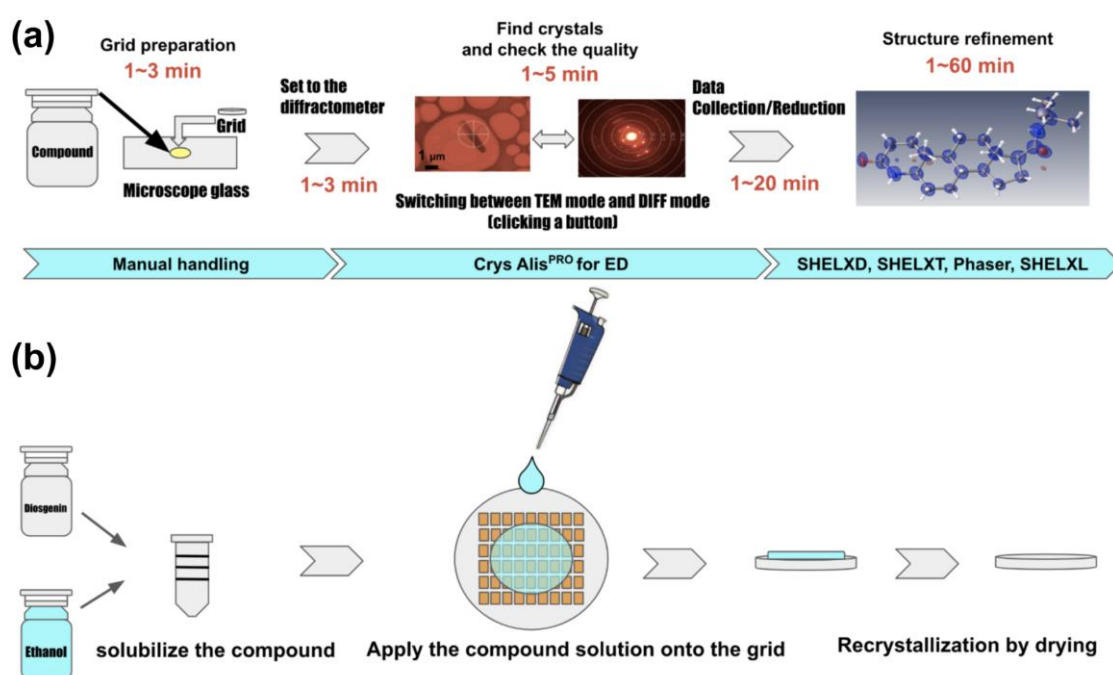 (a)
Grid preparation
1~3 min
Compound
Grid
Microscope glass
Set to the
diffractometer
1~3 min
Find crystals
and check the quality
1~5 min
1 μm
Switching between TEM mode and DIFF mode
(clicking a button)
Data
Collection/Reduction
1~20 min
Structure refinement
1~60 min
Manual handling
Crys AlisPRO for ED
SHELXD, SHELXT, Phaser, SHELXL
(b)
Diosgenin
Ethanol
solubilize the compound
Apply the compound solution onto the grid
Recrystallization by drying